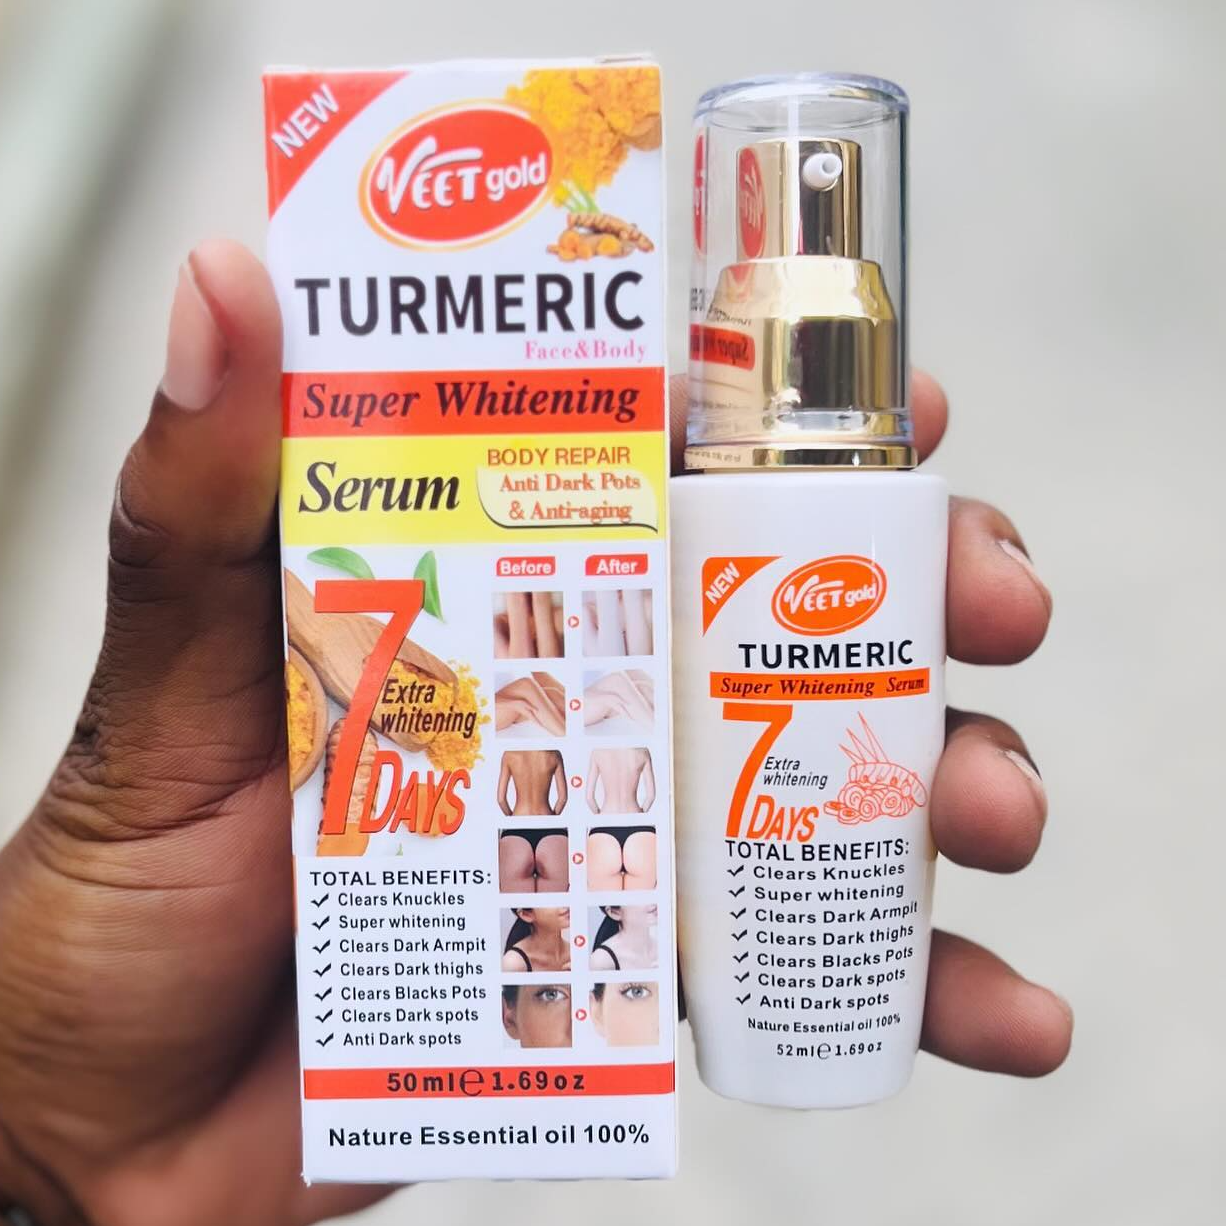 NEW
VEET gold
TURMERIC
Face&Body
Super Whitening
Serum
BODY REPAIR
Anti Dark Pots
& Anti-aging
7
Extra
whitening
DAYS
Before
After
TOTAL BENEFITS:
Clears Knuckles
Super whitening
Clears Dark Armpit
Clears Dark thighs
Clears Blacks Pots
Clears Dark spots
Anti Dark spots
50ml℮1.69oz
Nature Essential oil 100%
NEW
VEET gold
TURMERIC
Super Whitening Serum
7
Extra
whitening
DAYS
TOTAL BENEFITS:
Clears Knuckles
Super whitening
Clears Dark Armpit
Clears Dark thighs
Clears Blacks Pots
Clears Dark spots
Anti Dark spots
Nature Essential oil 100%
52ml℮1.69oz